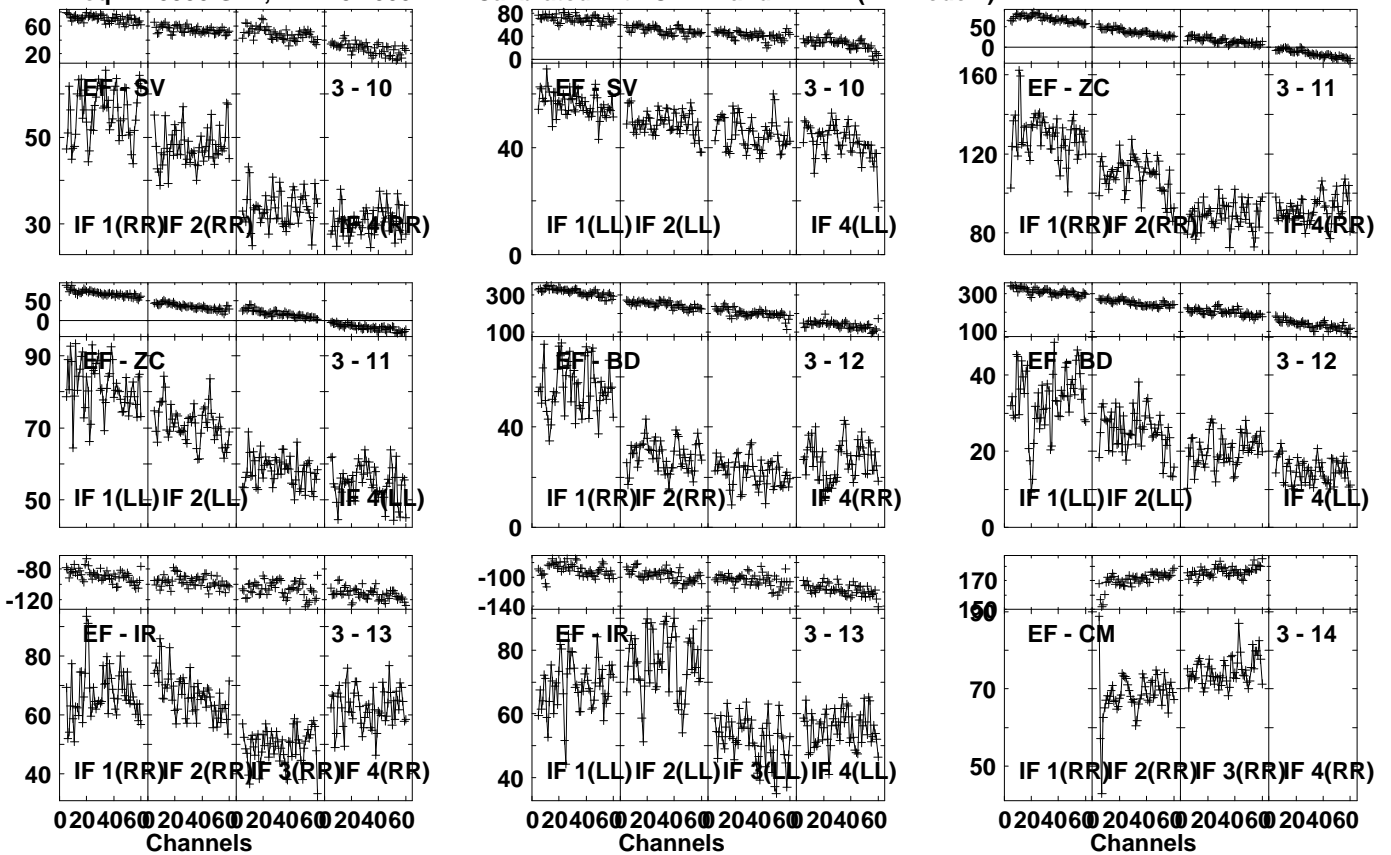 60
20
EF - SV
3 - 10
50
30
IF 1(RR)
IF 2(RR)
IF 4(RR)
80
40
0
EF - SV
3 - 10
40
0
IF 1(LL)
IF 2(LL)
IF 4(LL)
50
0
160
EF - ZC
3 - 11
120
80
IF 1(RR)
IF 2(RR)
IF 4(RR)
50
0
90
EF - ZC
3 - 11
70
50
IF 1(LL)
IF 2(LL)
IF 4(LL)
300
100
EF - BD
3 - 12
40
0
IF 1(RR)
IF 2(RR)
IF 4(RR)
300
100
EF - BD
3 - 12
40
20
0
IF 1(LL)
IF 2(LL)
IF 4(LL)
-80
-120
EF - IR
3 - 13
80
60
40
IF 1(RR)
IF 2(RR)
IF 3(RR)
IF 4(RR)
0 20 40 60 0 20 40 60 0 20 40 60 0 20 40 60
Channels
-100
-140
EF - IR
3 - 13
80
60
40
IF 1(LL)
IF 2(LL)
IF 3(LL)
IF 4(LL)
0 20 40 60 0 20 40 60 0 20 40 60 0 20 40 60
Channels
170
150
90
EF - CM
3 - 14
70
50
IF 1(RR)
IF 2(RR)
IF 3(RR)
IF 4(RR)
0 20 40 60 0 20 40 60 0 20 40 60 0 20 40 60
Channels